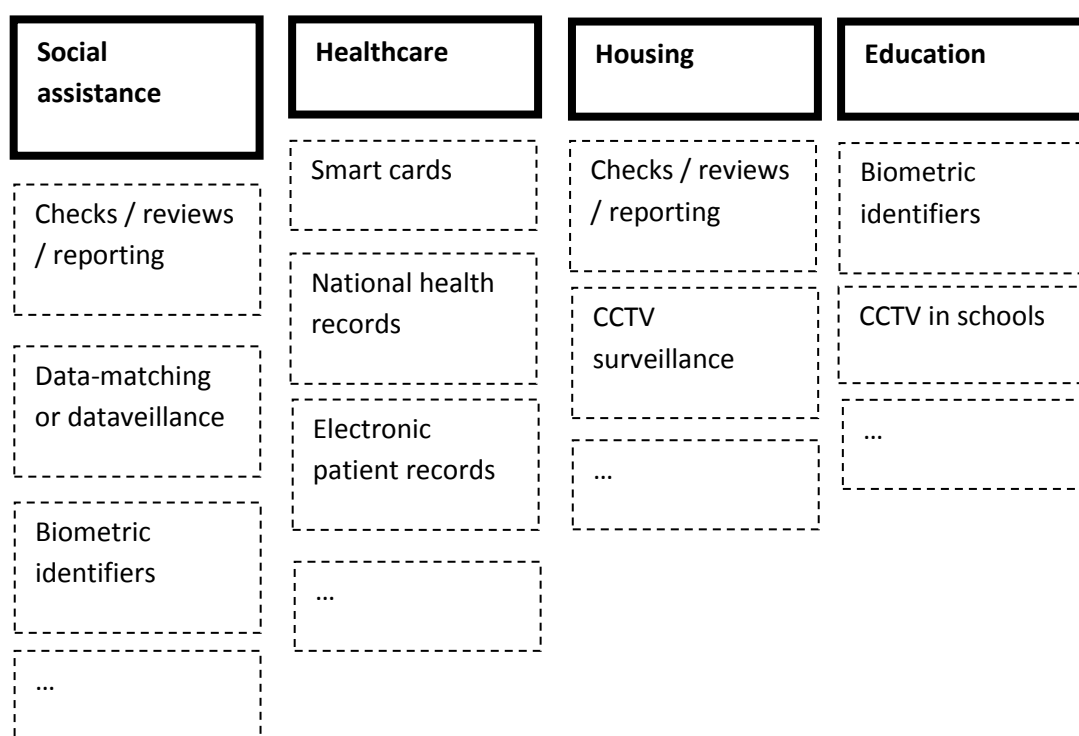 Social
assistance
Checks / reviews
/ reporting
Data-matching
or dataveillance
Biometric
identifiers
...
Healthcare
Smart cards
National health
records
Electronic
patient records
...
Housing
Checks / reviews
/ reporting
CCTV
surveillance
...
Education
Biometric
identifiers
CCTV in schools
...